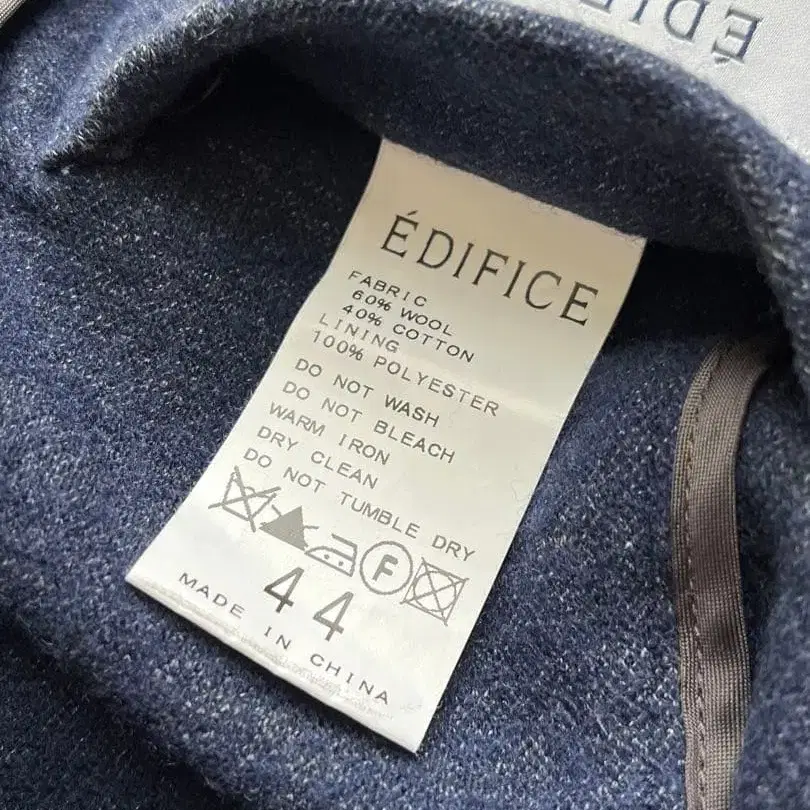 ÉDIFICE
FABRIC
60% WOOL
40% COTTON
LINING
100% POLYESTER
DO NOT WASH
DO NOT BLEACH
WARM IRON
DRY CLEAN
DO NOT TUMBLE DRY
F
44
MADE IN CHINA